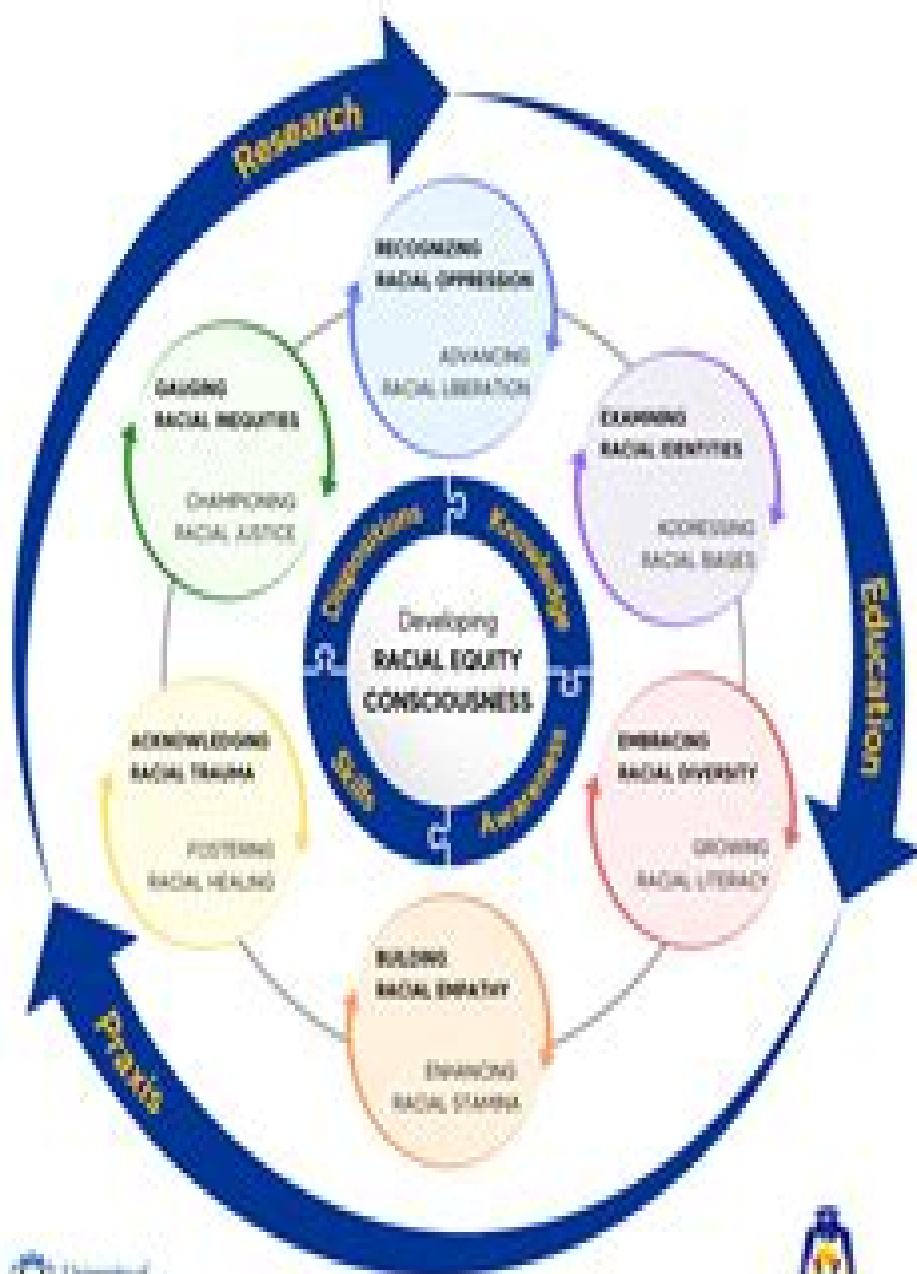 Research
RECOGNIZING
RACIAL OPPRESSION
ADVANCING
RACIAL LIBERATION
GAUGING
RACIAL INEQUITIES
CHAMPIONING
RACIAL JUSTICE
EXAMINING
RACIAL IDENTITIES
ADDRESSING
RACIAL BIASES
Dispositions
Knowledge
Developing
RACIAL EQUITY
CONSCIOUSNESS
Skills
Awareness
Education
ACKNOWLEDGING
RACIAL TRAUMA
FOSTERING
RACIAL HEALING
EMBRACING
RACIAL DIVERSITY
GROWING
RACIAL LITERACY
BUILDING
RACIAL EMPATHY
ENHANCING
RACIAL STAMINA
Praxis
University of